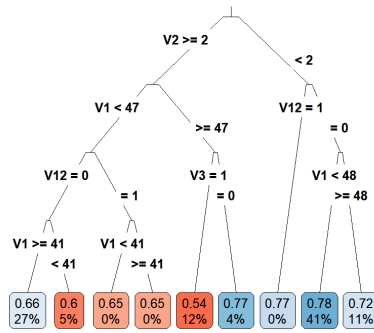 V2 >= 2
< 2
V1 < 47
V12 = 1
>= 47
= 0
V12 = 0
V3 = 1
V1 < 48
= 1
= 0
>= 48
V1 >= 41
V1 < 41
< 41
>= 41
0.66 0.6 0.65 0.65 0.54 0.77 0.77 0.78 0.72
27% 5% 0% 0% 12% 4% 0% 41% 11%